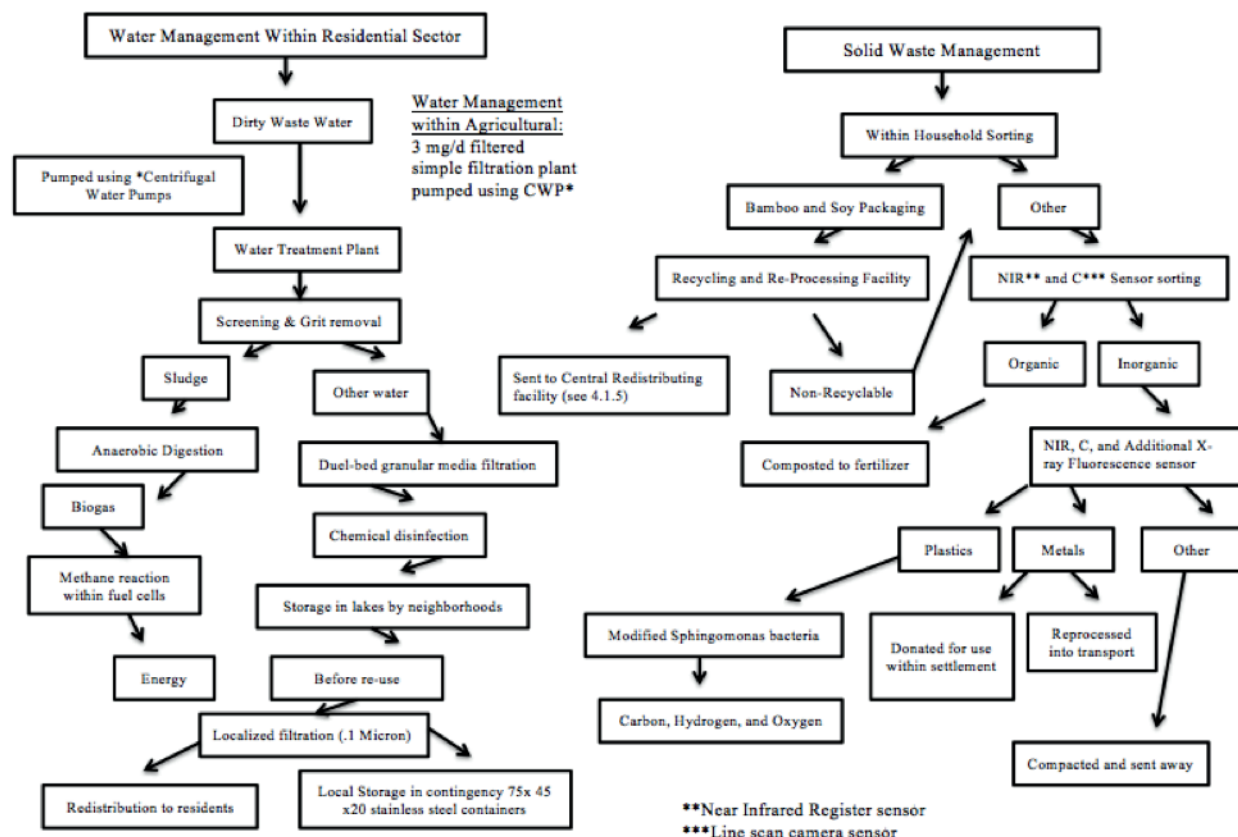 Water Management Within Residential Sector
Dirty Waste Water
Pumped using *Centrifugal
Water Pumps
Water Treatment Plant
Screening & Grit removal
Sludge
Other water
Anaerobic Digestion
Duel-bed granular media filtration
Biogas
Chemical disinfection
Methane reaction
within fuel cells
Storage in lakes by neighborhoods
Energy
Before re-use
Localized filtration (.1 Micron)
Redistribution to residents
Local Storage in contingency 75x 45
x20 stainless steel containers
Water Management
within Agricultural:
3 mg/d filtered
simple filtration plant
pumped using CWP*
Solid Waste Management
Within Household Sorting
Bamboo and Soy Packaging
Other
Recycling and Re-Processing Facility
NIR** and C*** Sensor sorting
Sent to Central Redistributing
facility (see 4.1.5)
Non-Recyclable
Organic
Inorganic
Composted to fertilizer
NIR, C, and Additional X-
ray Fluorescence sensor
Plastics
Metals
Other
Modified Sphingomonas bacteria
Donated for use
within settlement
Reprocessed
into transport
Carbon, Hydrogen, and Oxygen
Compacted and sent away
**Near Infrared Register sensor
***Line scan camera sensor